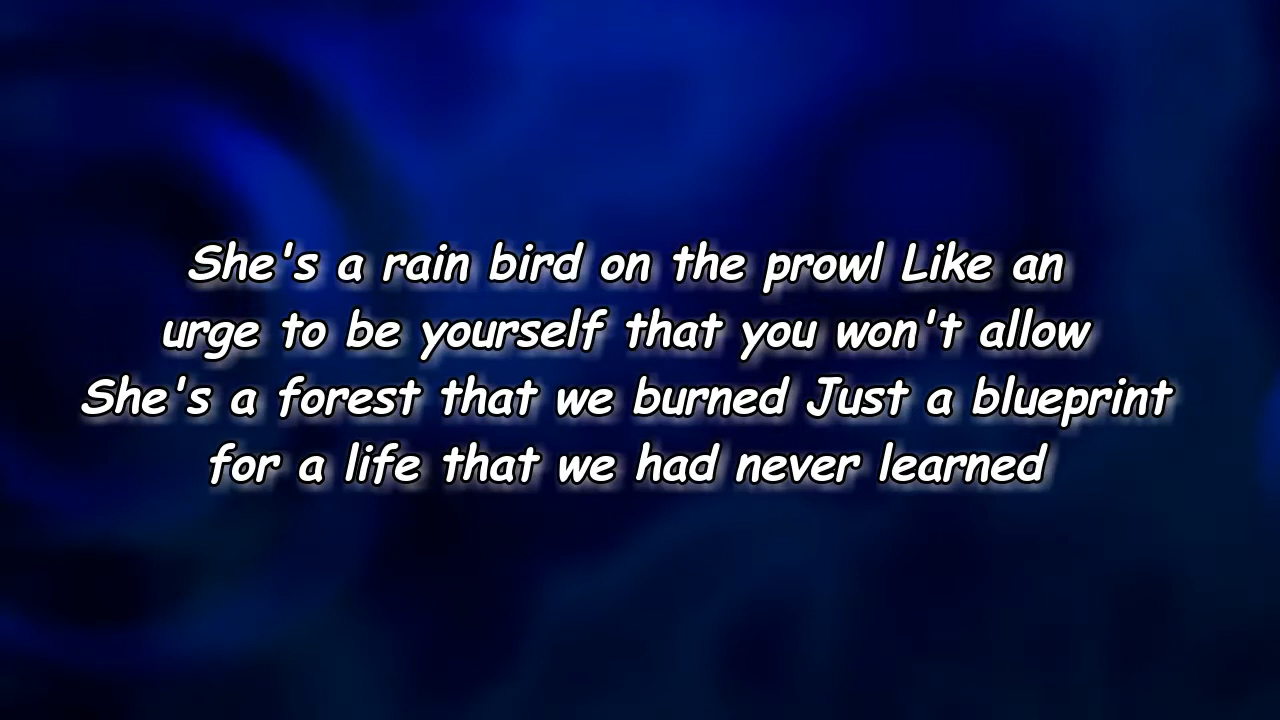 She's a rain bird on the prowl Like an
urge to be yourself that you won't allow
She's a forest that we burned Just a blueprint
for a life that we had never learned